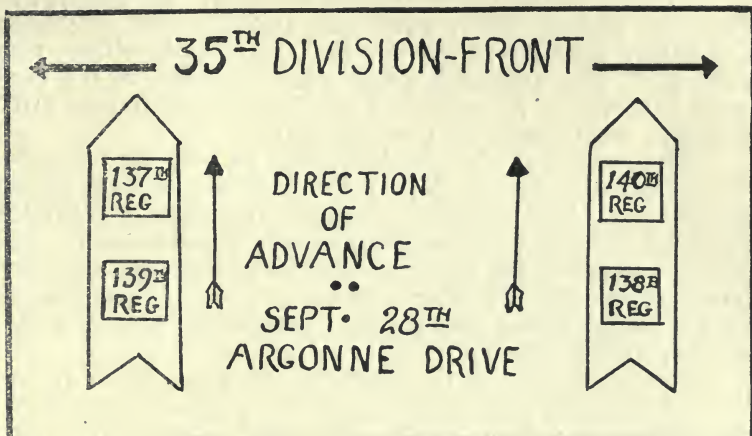 35TH DIVISION-FRONT
137TH
REG
139TH
REG
DIRECTION
OF
ADVANCE
SEPT. 28TH
ARGONNE DRIVE
140TH
REG
138TH
REG